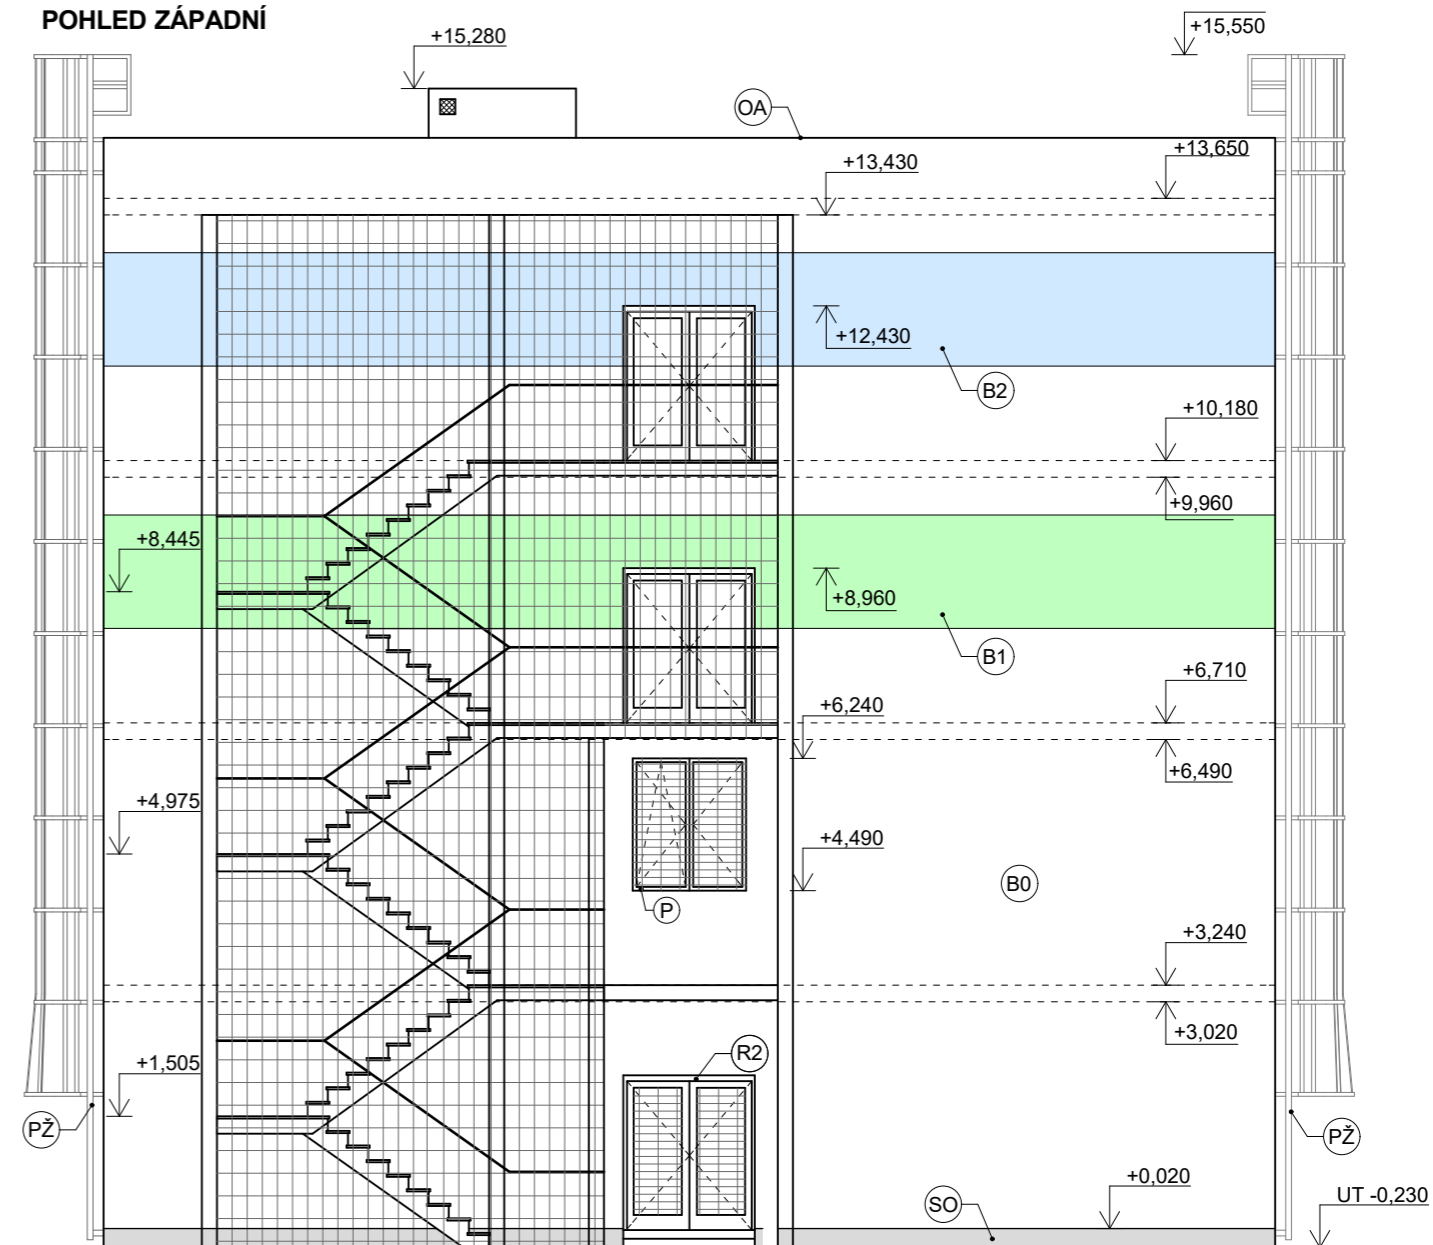 POHLED ZÁPADNÍ
+15,550
+15,280
OA
+13,650
+13,430
+12,430
B2
+10,180
+9,960
+8,445
+8,960
B1
+6,710
+6,240
+6,490
+4,975
+4,490
B0
P
+3,240
+3,020
R2
+1,505
PŽ
PŽ
+0,020
UT -0,230
SO